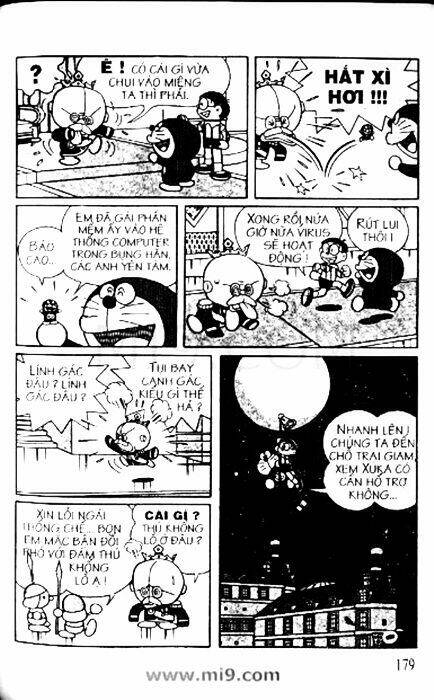 ?
Ê ! CÓ CÁI GÌ VỪA
CHUI VÀO MIỆNG
TA THÌ PHẢI.
HẮT XÌ
HƠI !!!
BÁO
CÁO...
EM ĐÃ GÀI PHẦN
MỀM ẤY VÀO HỆ
THỐNG COMPUTER
TRONG BỤNG HẮN,
CÁC ANH YÊN TÂM.
XONG RỒI, NỬA
GIỜ NỮA VIRUS
SẼ HOẠT
ĐỘNG !
RÚT LUI
THÔI !
LÍNH GÁC
ĐÂU ? LÍNH
GÁC ĐÂU ?
TỤI BAY
CANH GÁC
KIỂU GÌ THẾ
HẢ ?
NHANH LÊN !
CHÚNG TA ĐẾN
CHỖ TRẠI GIAM,
XEM XUKA CÓ
CẦN HỖ TRỢ
KHÔNG...
XIN LỖI NGÀI
THỐNG CHẾ... BỌN
EM MẮC BẬN ĐỐI
PHÓ VỚI ĐÁM THÚ
KHỔNG
LỒ Ạ !
CÁI GÌ ?
THÚ KHỔNG
LỒ Ở ĐÂU ?
179
www.mi9.com